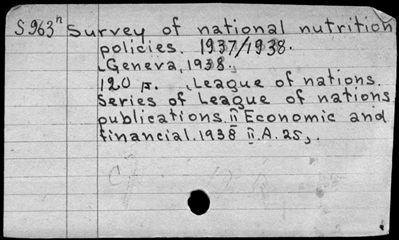 S963ⁿ Survey of national nutrition
policies. 1937/1938.
Geneva, 1938.
120 p. (League of nations.
Series of League of nations
publications. II Economic and
financial. 1938 II.A. 25).